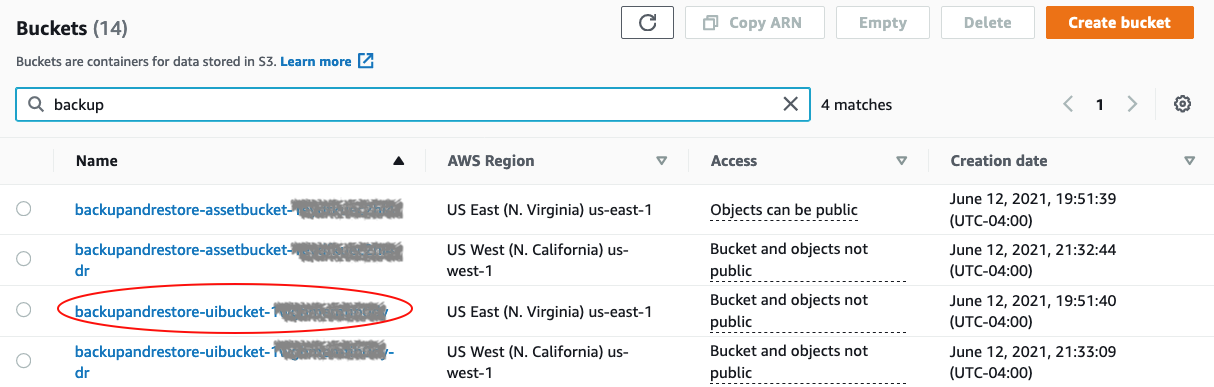 Buckets (14)
Copy ARN
Empty
Delete
Create bucket
Buckets are containers for data stored in S3. Learn more
backup
4 matches
1
Name
AWS Region
Access
Creation date
backupandrestore-assetbucket-
US East (N. Virginia) us-east-1
Objects can be public
June 12, 2021, 19:51:39
(UTC-04:00)
backupandrestore-assetbucket-
dr
US West (N. California) us-
west-1
Bucket and objects not
public
June 12, 2021, 21:32:44
(UTC-04:00)
backupandrestore-uibucket-1
US East (N. Virginia) us-east-1
Bucket and objects not
public
June 12, 2021, 19:51:40
(UTC-04:00)
backupandrestore-uibucket-1
dr
US West (N. California) us-
west-1
Bucket and objects not
public
June 12, 2021, 21:33:09
(UTC-04:00)